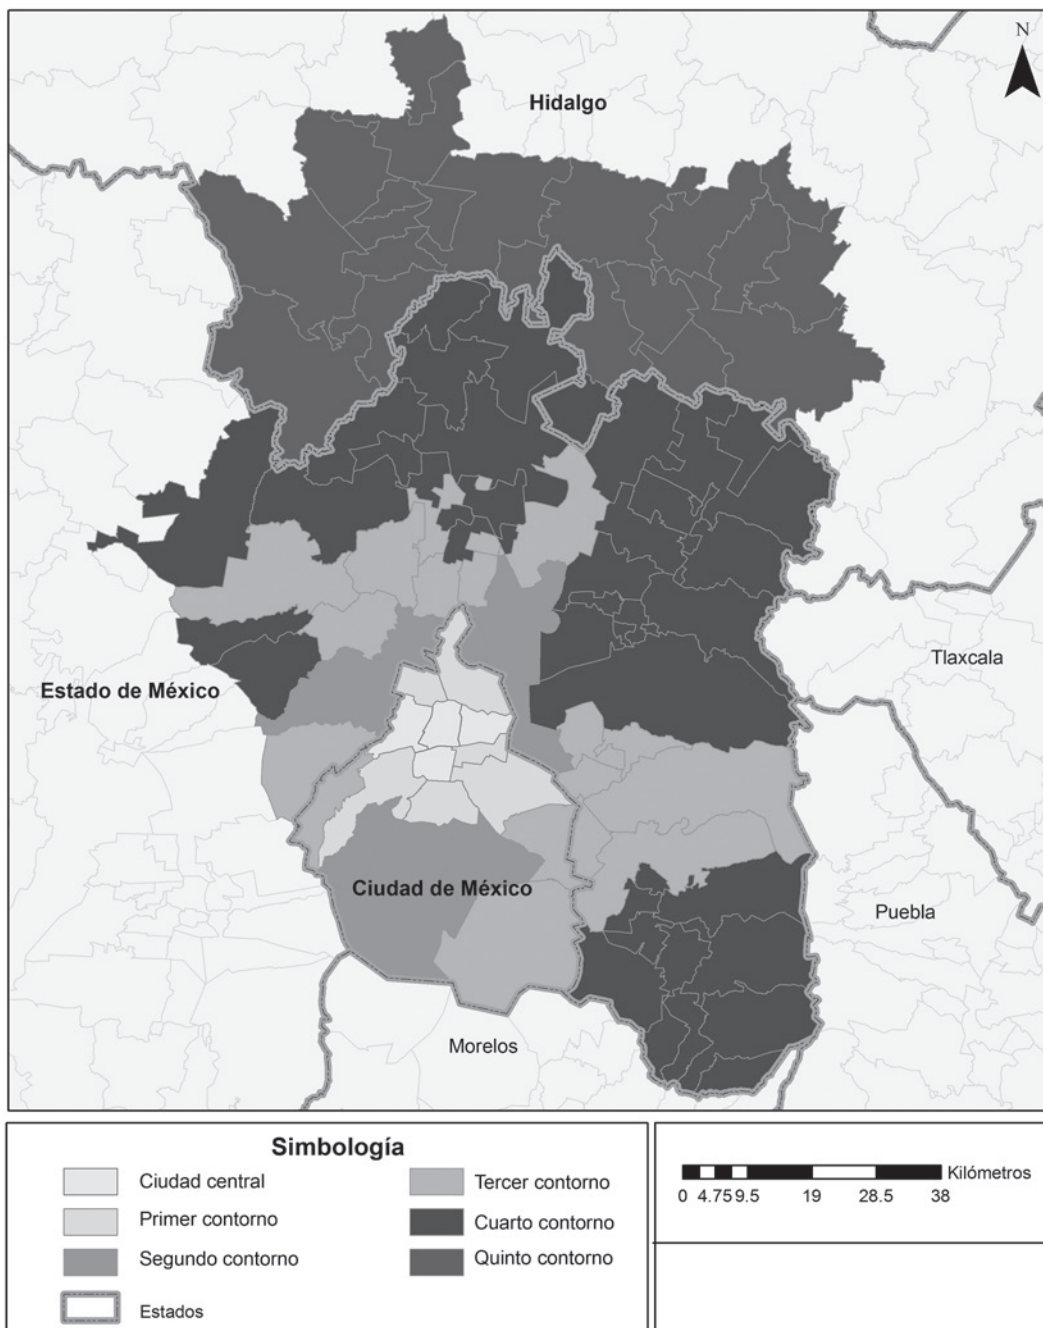 N
Hidalgo
Tlaxcala
Estado de México
Ciudad de México
Puebla
Morelos
Simbología
Ciudad central
Primer contorno
Segundo contorno
Estados
Tercer contorno
Cuarto contorno
Quinto contorno
Kilómetros
0 4.75 9.5 19 28.5 38